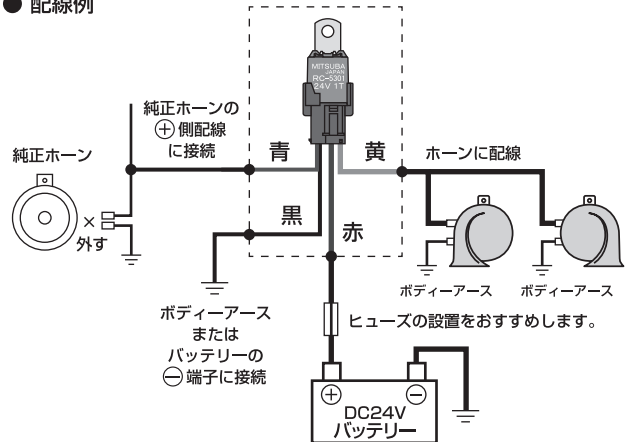 ● 配線例
MITSUBA
JAPAN
RC-5301
24V 1T
純正ホーンの
⊕側配線
に接続
純正ホーン
×
外す
青
黄
黒
赤
ホーンに配線
ボディーアース
ボディーアース
ボディーアース
または
バッテリーの
⊖端子に接続
ヒューズの設置をおすすめします。
⊕ ⊖
DC24V
バッテリー